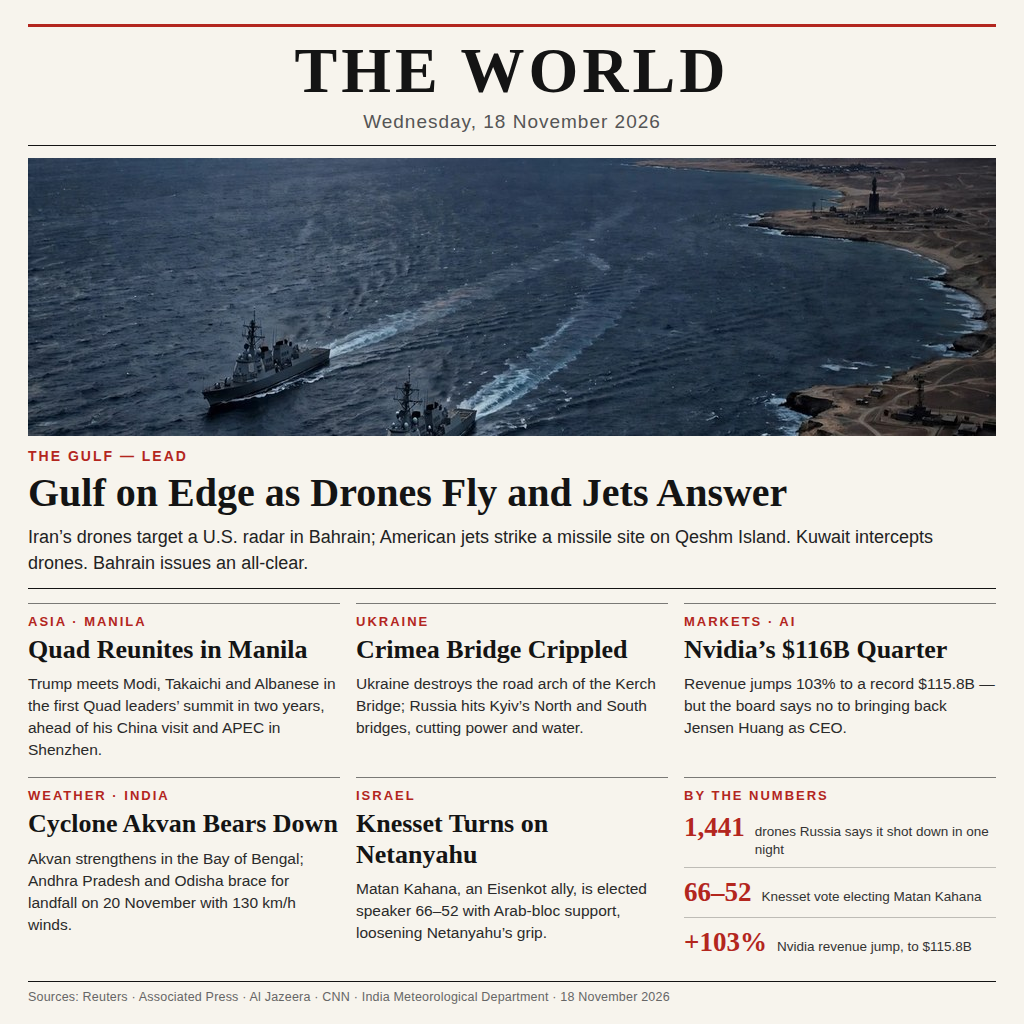 THE WORLD
Wednesday, 18 November 2026
THE GULF — LEAD
Gulf on Edge as Drones Fly and Jets Answer
Iran’s drones target a U.S. radar in Bahrain; American jets strike a missile site on Qeshm Island. Kuwait intercepts
drones. Bahrain issues an all-clear.
ASIA · MANILA
Quad Reunites in Manila
Trump meets Modi, Takaichi and Albanese in
the first Quad leaders’ summit in two years,
ahead of his China visit and APEC in
Shenzhen.
UKRAINE
Crimea Bridge Crippled
Ukraine destroys the road arch of the Kerch
Bridge; Russia hits Kyiv’s North and South
bridges, cutting power and water.
MARKETS · AI
Nvidia’s $116B Quarter
Revenue jumps 103% to a record $115.8B —
but the board says no to bringing back
Jensen Huang as CEO.
WEATHER · INDIA
Cyclone Akvan Bears Down
Akvan strengthens in the Bay of Bengal;
Andhra Pradesh and Odisha brace for
landfall on 20 November with 130 km/h
winds.
ISRAEL
Knesset Turns on
Netanyahu
Matan Kahana, an Eisenkot ally, is elected
speaker 66–52 with Arab-bloc support,
loosening Netanyahu’s grip.
BY THE NUMBERS
1,441 drones Russia says it shot down in one
night
66–52 Knesset vote electing Matan Kahana
+103% Nvidia revenue jump, to $115.8B
Sources: Reuters · Associated Press · Al Jazeera · CNN · India Meteorological Department · 18 November 2026